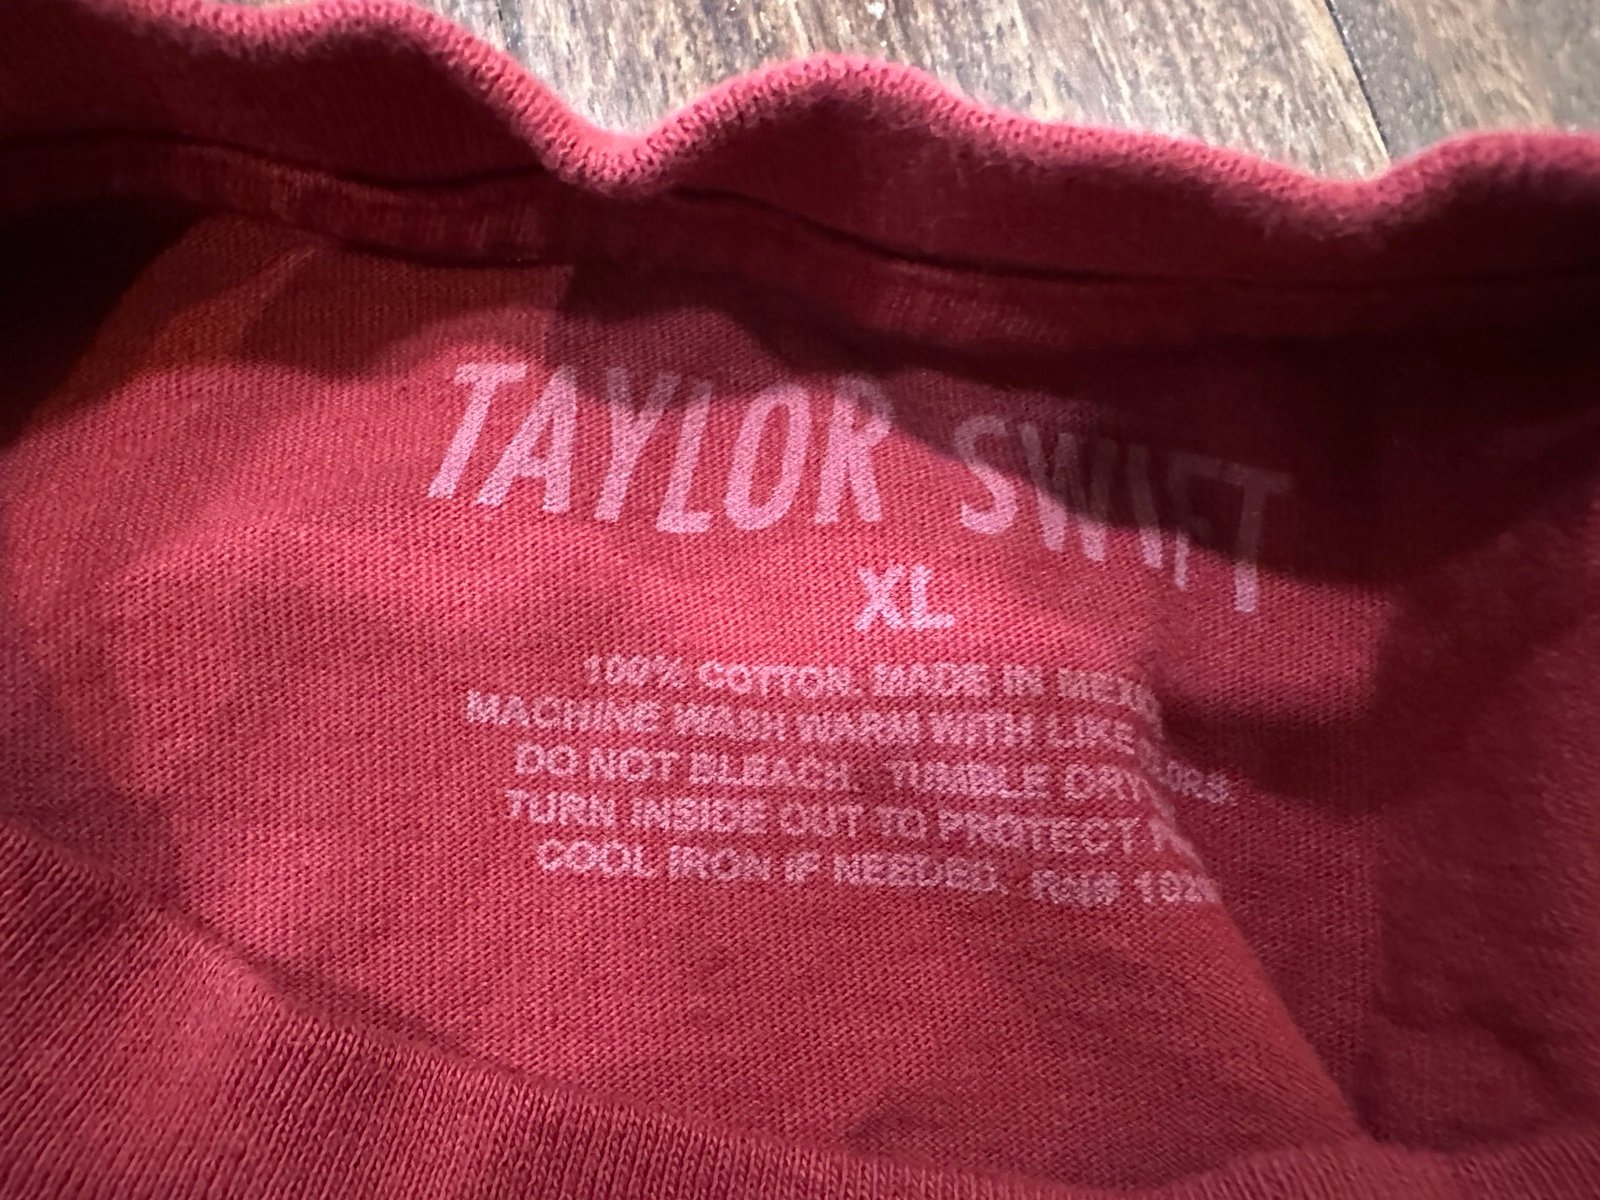 TAYLOR SWIFT
XL
100% COTTON. MADE IN
MACHINE WASH WARM WITH LIKE
DO NOT BLEACH. TUMBLE DRY
TURN INSIDE OUT TO PROTECT
COOL IRON IF NEEDED. RN#